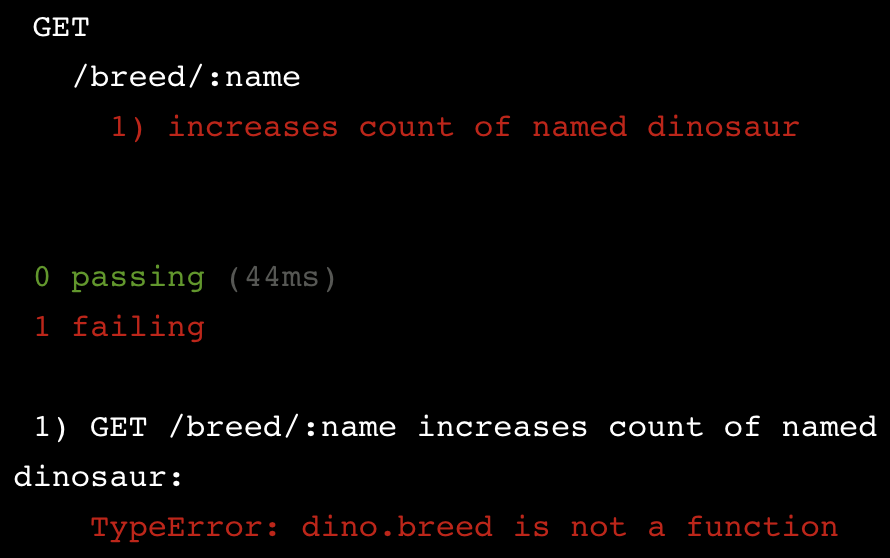 GET
/breed/:name
1) increases count of named dinosaur
0 passing (44ms)
1 failing
1) GET /breed/:name increases count of named
dinosaur:
TypeError: dino.breed is not a function